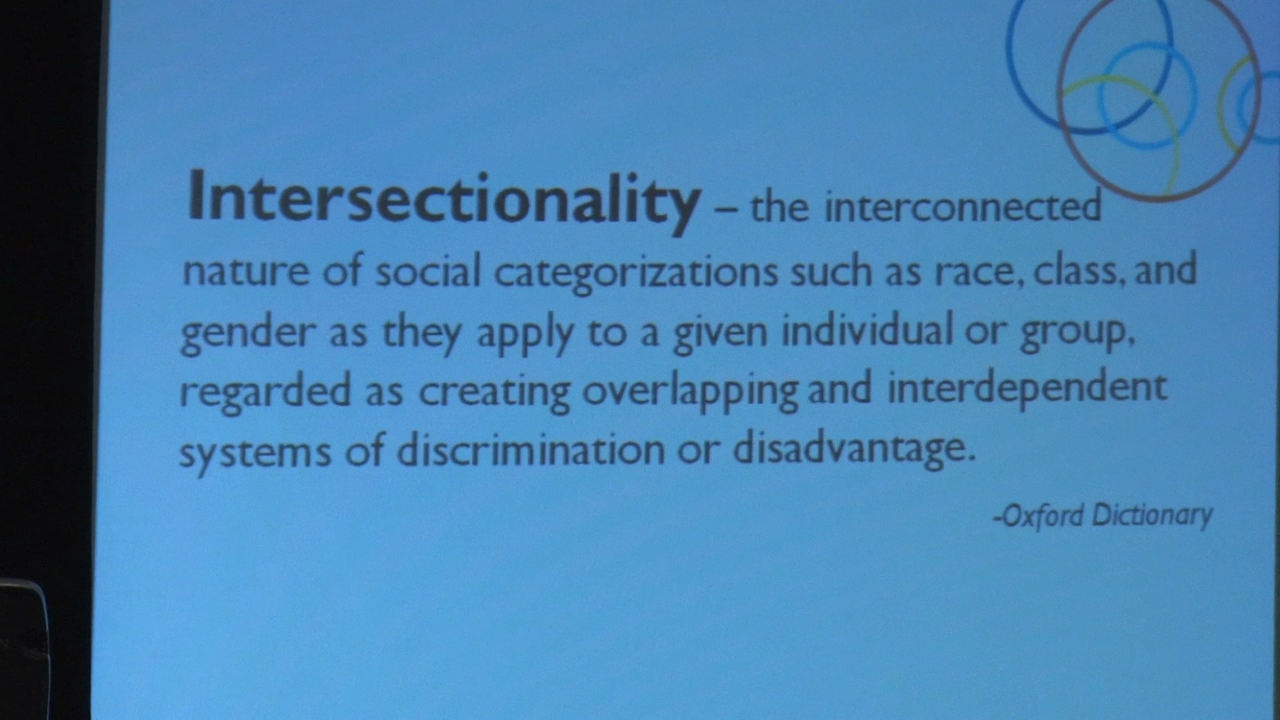 Intersectionality – the interconnected
nature of social categorizations such as race, class, and
gender as they apply to a given individual or group,
regarded as creating overlapping and interdependent
systems of discrimination or disadvantage.
-Oxford Dictionary